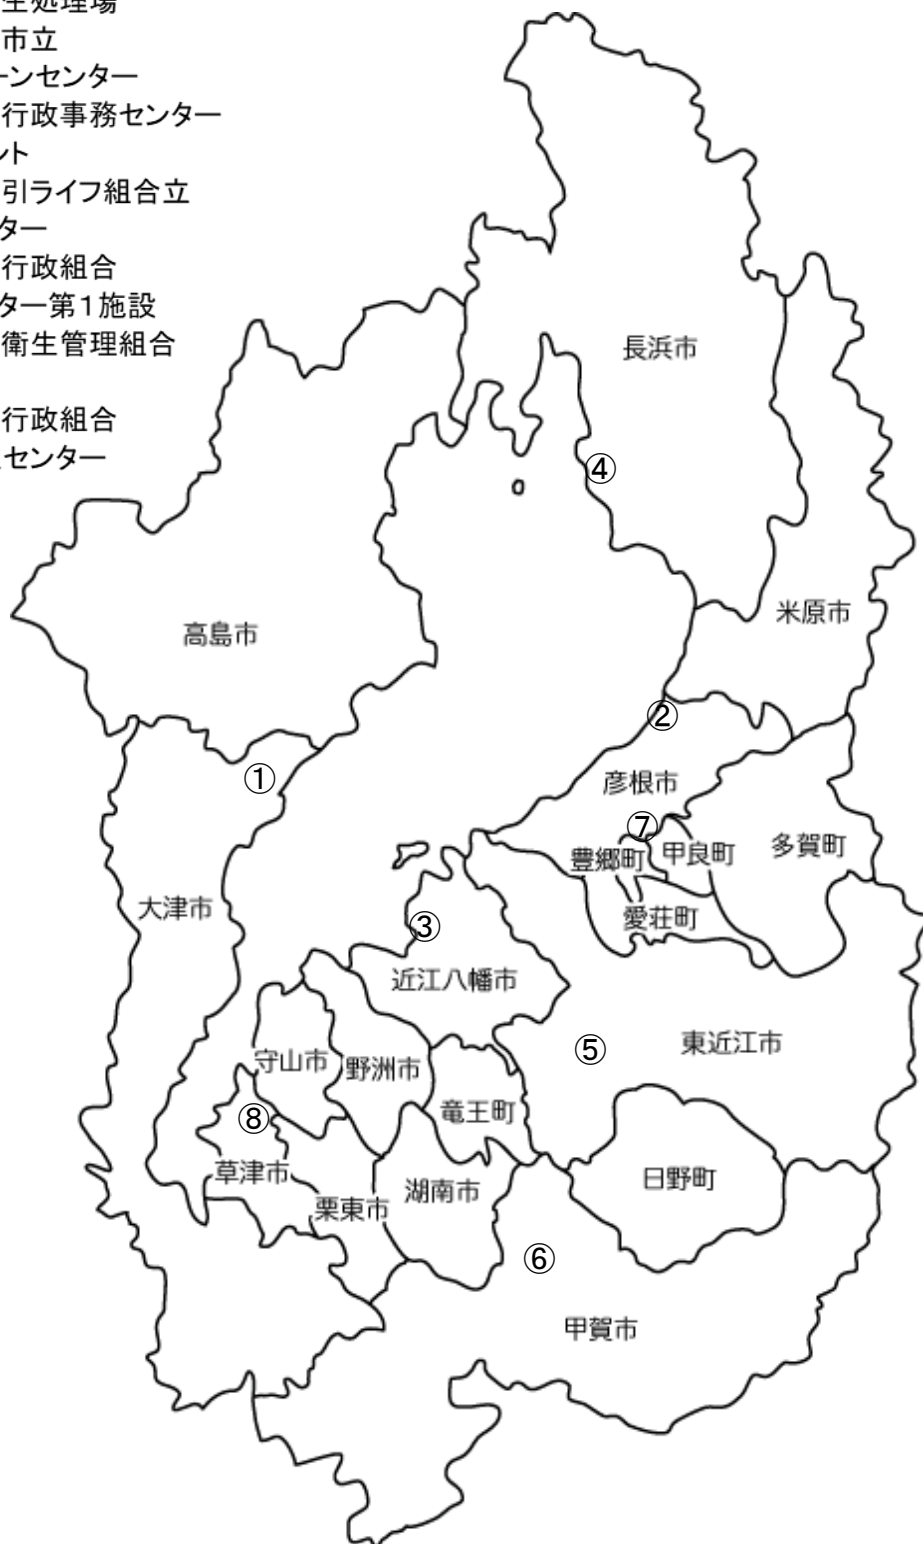 生処理場
市立
ーンセンター
行政事務センター
ント
引ライフ組合立
ター
行政組合
ター第1施設
衛生管理組合
行政組合
センター
長浜市
④
米原市
高島市
②
①
彦根市
⑦
豊郷町
甲良町
多賀町
大津市
愛荘町
③
近江八幡市
東近江市
⑤
守山市
野洲市
竜王町
⑧
草津市
日野町
湖南市
栗東市
⑥
甲賀市